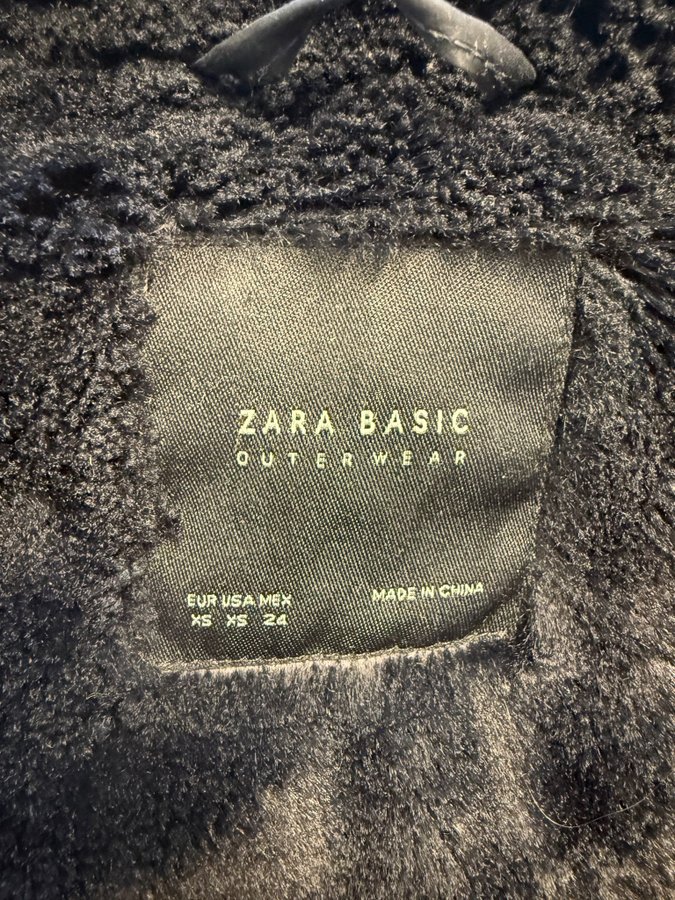 ZARA BASIC
OUTERWEAR
EUR USA MEX
XS XS 24
MADE IN CHINA